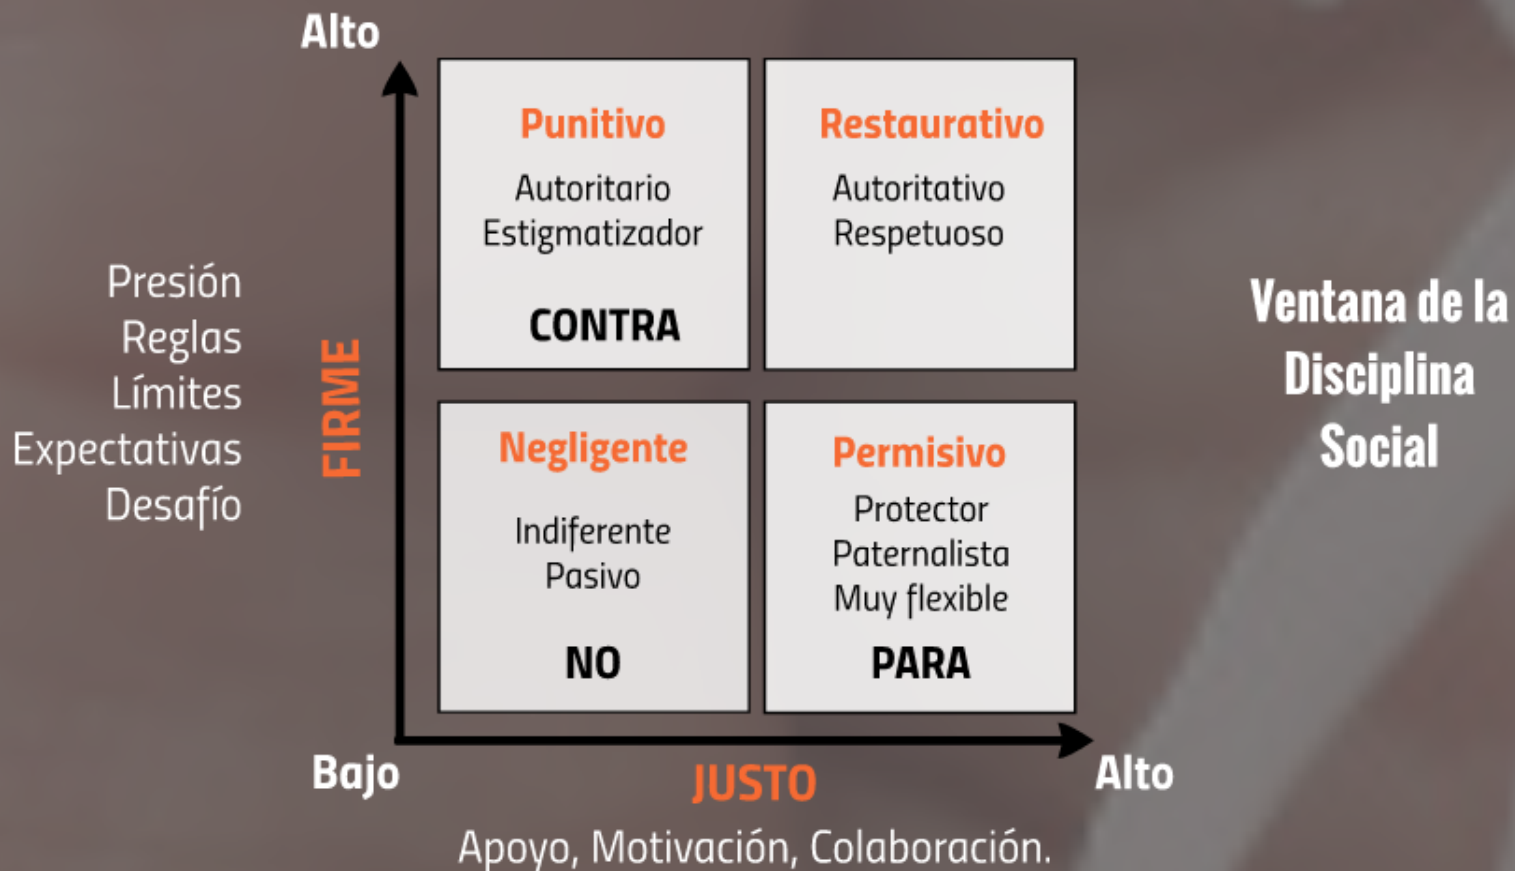 Alto
Punitivo
Autoritario
Estigmatizador
CONTRA
Restaurativo
Autoritativo
Respetuoso
Presión
Reglas
Límites
Expectativas
Desafío
FIRME
Ventana de la
Disciplina
Social
Negligente
Indiferente
Pasivo
NO
Permisivo
Protector
Paternalista
Muy flexible
PARA
Bajo
JUSTO
Alto
Apoyo, Motivación, Colaboración.